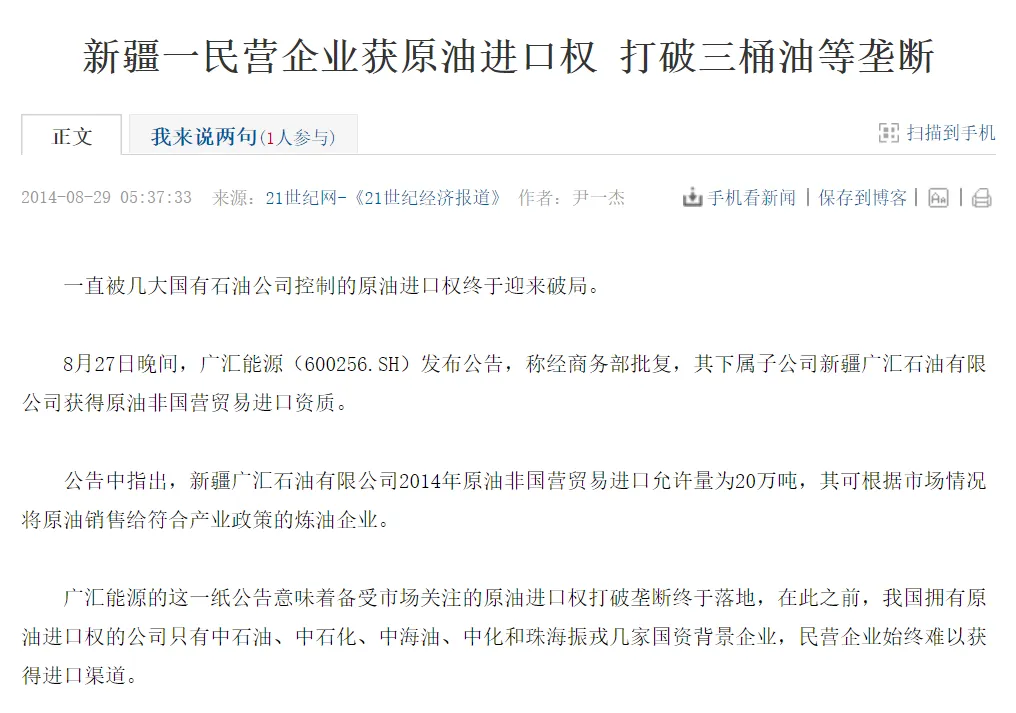 新疆一民营企业获原油进口权 打破三桶油等垄断
正文 我来说两句(1人参与) 扫描到手机
2014-08-29 05:37:33 来源：21世纪网-《21世纪经济报道》 作者：尹一杰 手机看新闻 | 保存到博客 | Aa |
一直被几大国有石油公司控制的原油进口权终于迎来破局。
8月27日晚间，广汇能源（600256.SH）发布公告，称经商务部批复，其下属子公司新疆广汇石油有限
公司获得原油非国营贸易进口资质。
公告中指出，新疆广汇石油有限公司2014年原油非国营贸易进口允许量为20万吨，其可根据市场情况
将原油销售给符合产业政策的炼油企业。
广汇能源的这一纸公告意味着备受市场关注的原油进口权打破垄断终于落地，在此之前，我国拥有原
油进口权的公司只有中石油、中石化、中海油、中化和珠海振戎几家国资背景企业，民营企业始终难以获
得进口渠道。